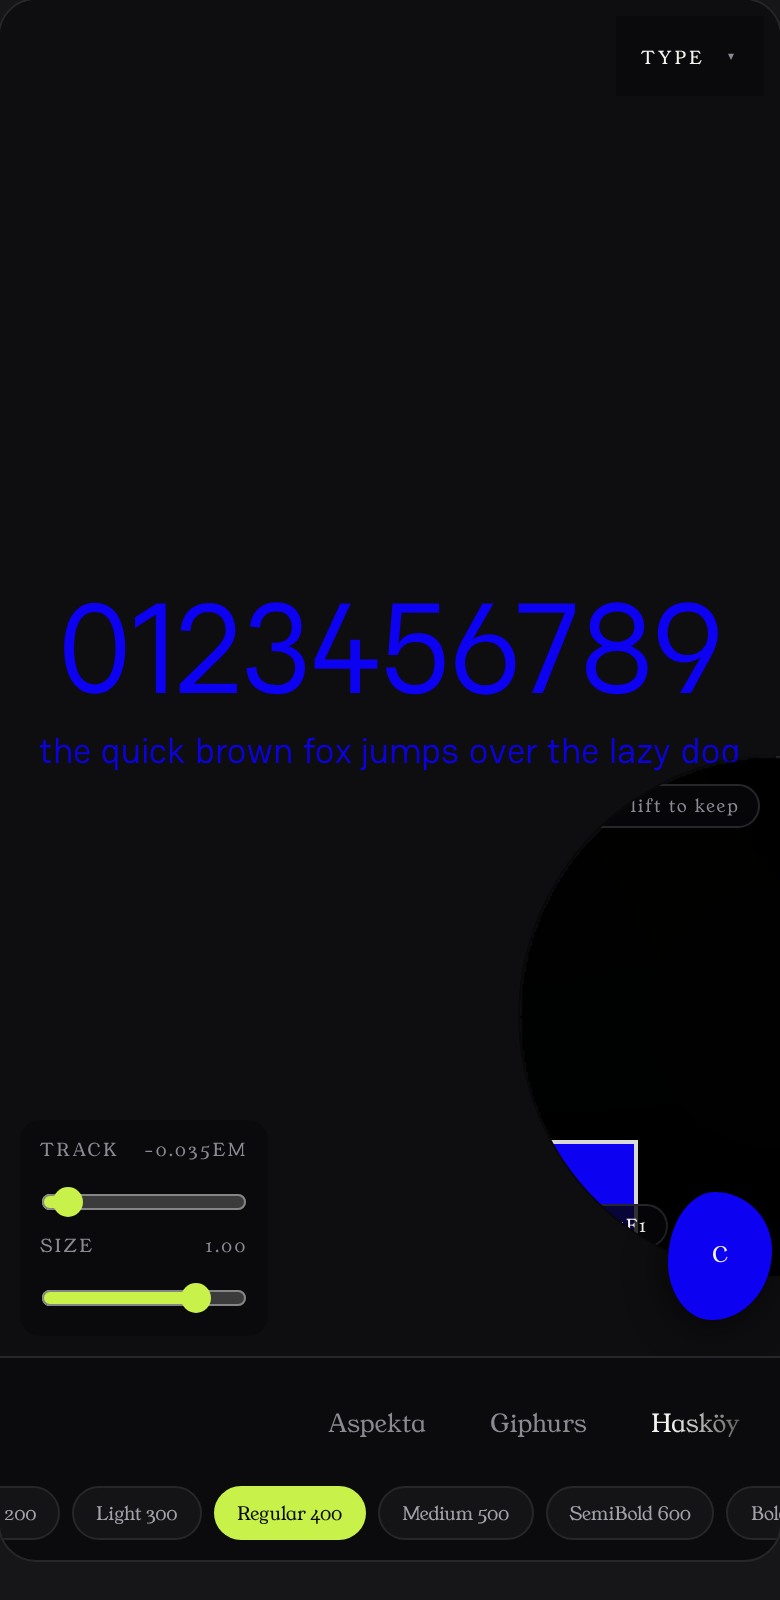 TYPE ▾
0123456789
the quick brown fox jumps over the lazy dog
lift to keep
TRACK -0.035EM
F1
C
SIZE 1.00
Aspekta Giphurs Hasköy
200 Light 300 Regular 400 Medium 500 SemiBold 600